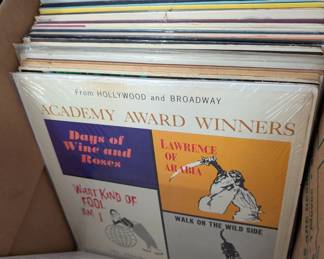 From HOLLYWOOD and BROADWAY
ACADEMY AWARD WINNERS
Days of
Wine and
Roses
LAWRENCE
OF
ARABIA
WHAT KIND OF
FOOL
AM I
WALK ON THE WILD SIDE